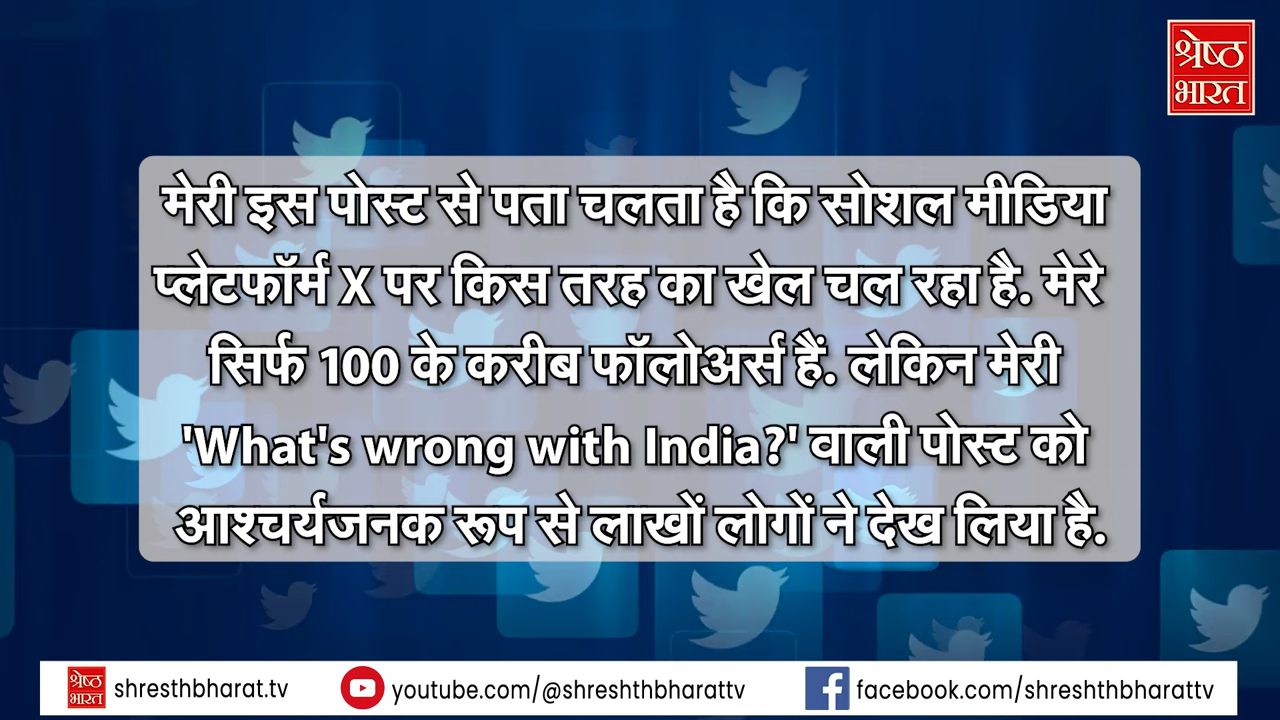 श्रेष्ठ
भारत
मेरी इस पोस्ट से पता चलता है कि सोशल मीडिया
प्लेटफॉर्म X पर किस तरह का खेल चल रहा है. मेरे
सिर्फ 100 के करीब फॉलोअर्स हैं. लेकिन मेरी
'What's wrong with India?' वाली पोस्ट को
आश्चर्यजनक रूप से लाखों लोगों ने देख लिया है.
श्रेष्ठ
भारत
shresthbharat.tv
youtube.com/@shreshthbharattv
facebook.com/shreshthbharattv